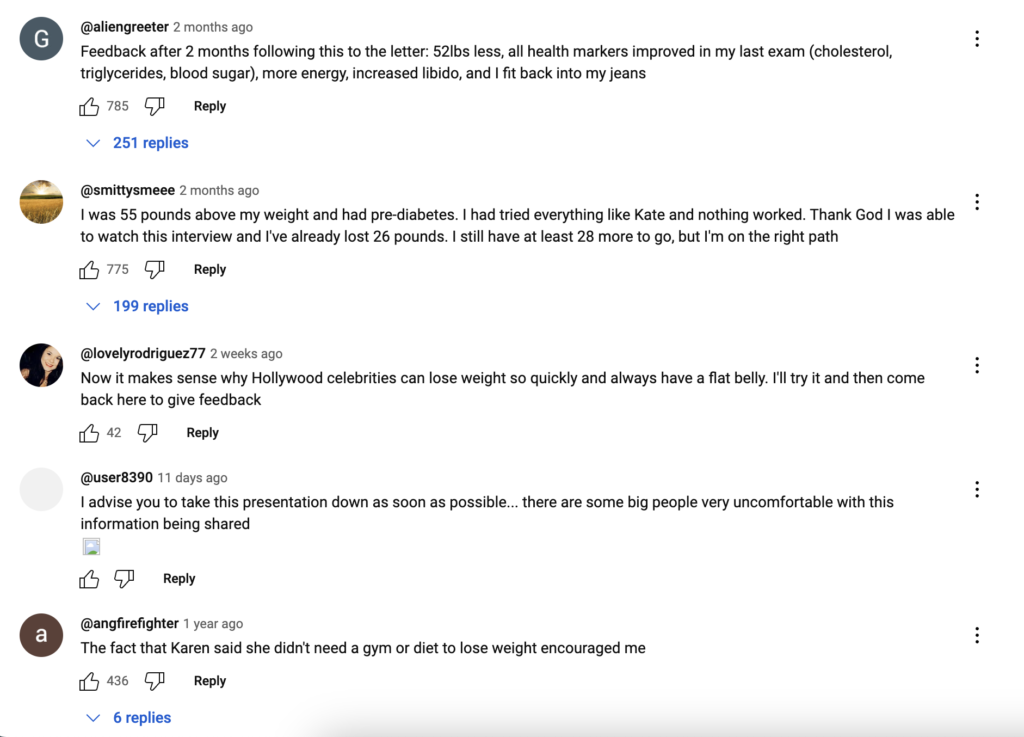 G
@aliengreeter 2 months ago
Feedback after 2 months following this to the letter: 52lbs less, all health markers improved in my last exam (cholesterol,
triglycerides, blood sugar), more energy, increased libido, and I fit back into my jeans
785 Reply
251 replies
@smittysmeee 2 months ago
I was 55 pounds above my weight and had pre-diabetes. I had tried everything like Kate and nothing worked. Thank God I was able
to watch this interview and I've already lost 26 pounds. I still have at least 28 more to go, but I'm on the right path
775 Reply
199 replies
@lovelyrodriguez77 2 weeks ago
Now it makes sense why Hollywood celebrities can lose weight so quickly and always have a flat belly. I'll try it and then come
back here to give feedback
42 Reply
@user8390 11 days ago
I advise you to take this presentation down as soon as possible... there are some big people very uncomfortable with this
information being shared
Reply
a
@angfirefighter 1 year ago
The fact that Karen said she didn't need a gym or diet to lose weight encouraged me
436 Reply
6 replies